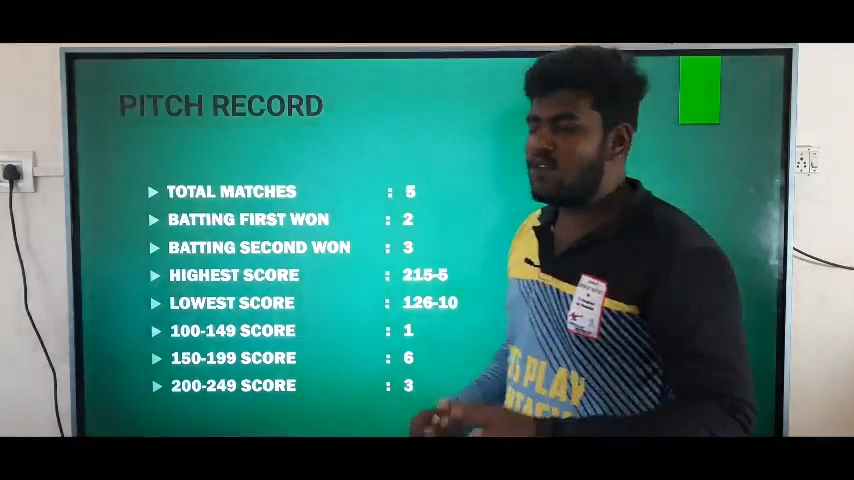 PITCH RECORD
TOTAL MATCHES : 5
BATTING FIRST WON : 2
BATTING SECOND WON : 3
HIGHEST SCORE : 215-5
LOWEST SCORE : 126-10
100-149 SCORE : 1
150-199 SCORE : 6
200-249 SCORE : 3
PLAY